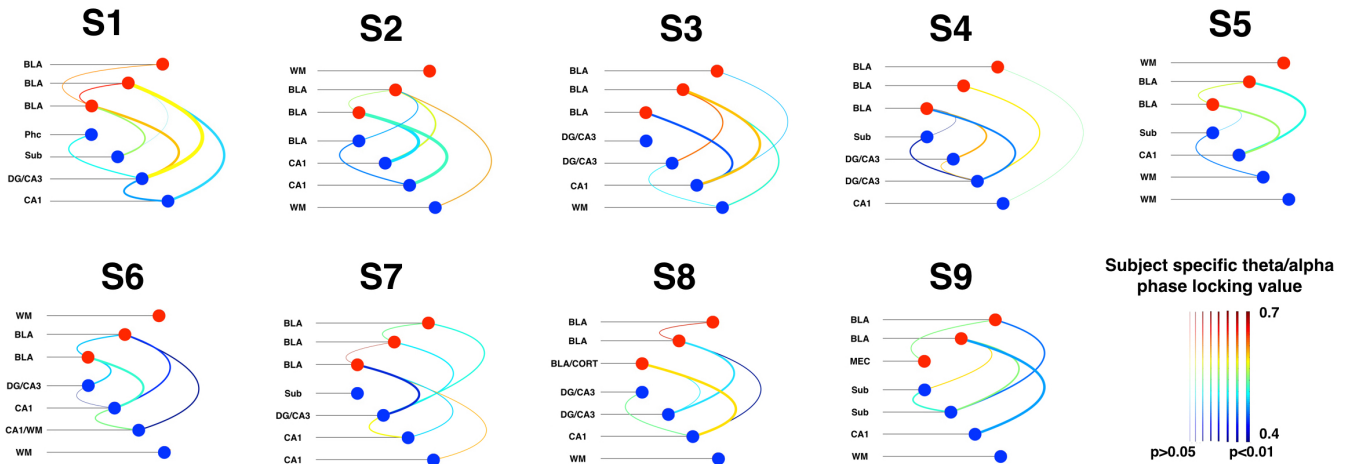 S1
BLA
BLA
BLA
Phc
Sub
DG/CA3
CA1
S2
WM
BLA
BLA
BLA
CA1
CA1
WM
S3
BLA
BLA
BLA
DG/CA3
DG/CA3
CA1
WM
S4
BLA
BLA
BLA
Sub
DG/CA3
DG/CA3
CA1
S5
WM
BLA
BLA
Sub
CA1
WM
WM
S6
WM
BLA
BLA
DG/CA3
CA1
CA1/WM
WM
S7
BLA
BLA
BLA
Sub
DG/CA3
CA1
CA1
S8
BLA
BLA
BLA/CORT
DG/CA3
DG/CA3
CA1
WM
S9
BLA
BLA
MEC
Sub
Sub
CA1
WM
Subject specific theta/alpha
phase locking value
0.7
0.4
p>0.05 p<0.01